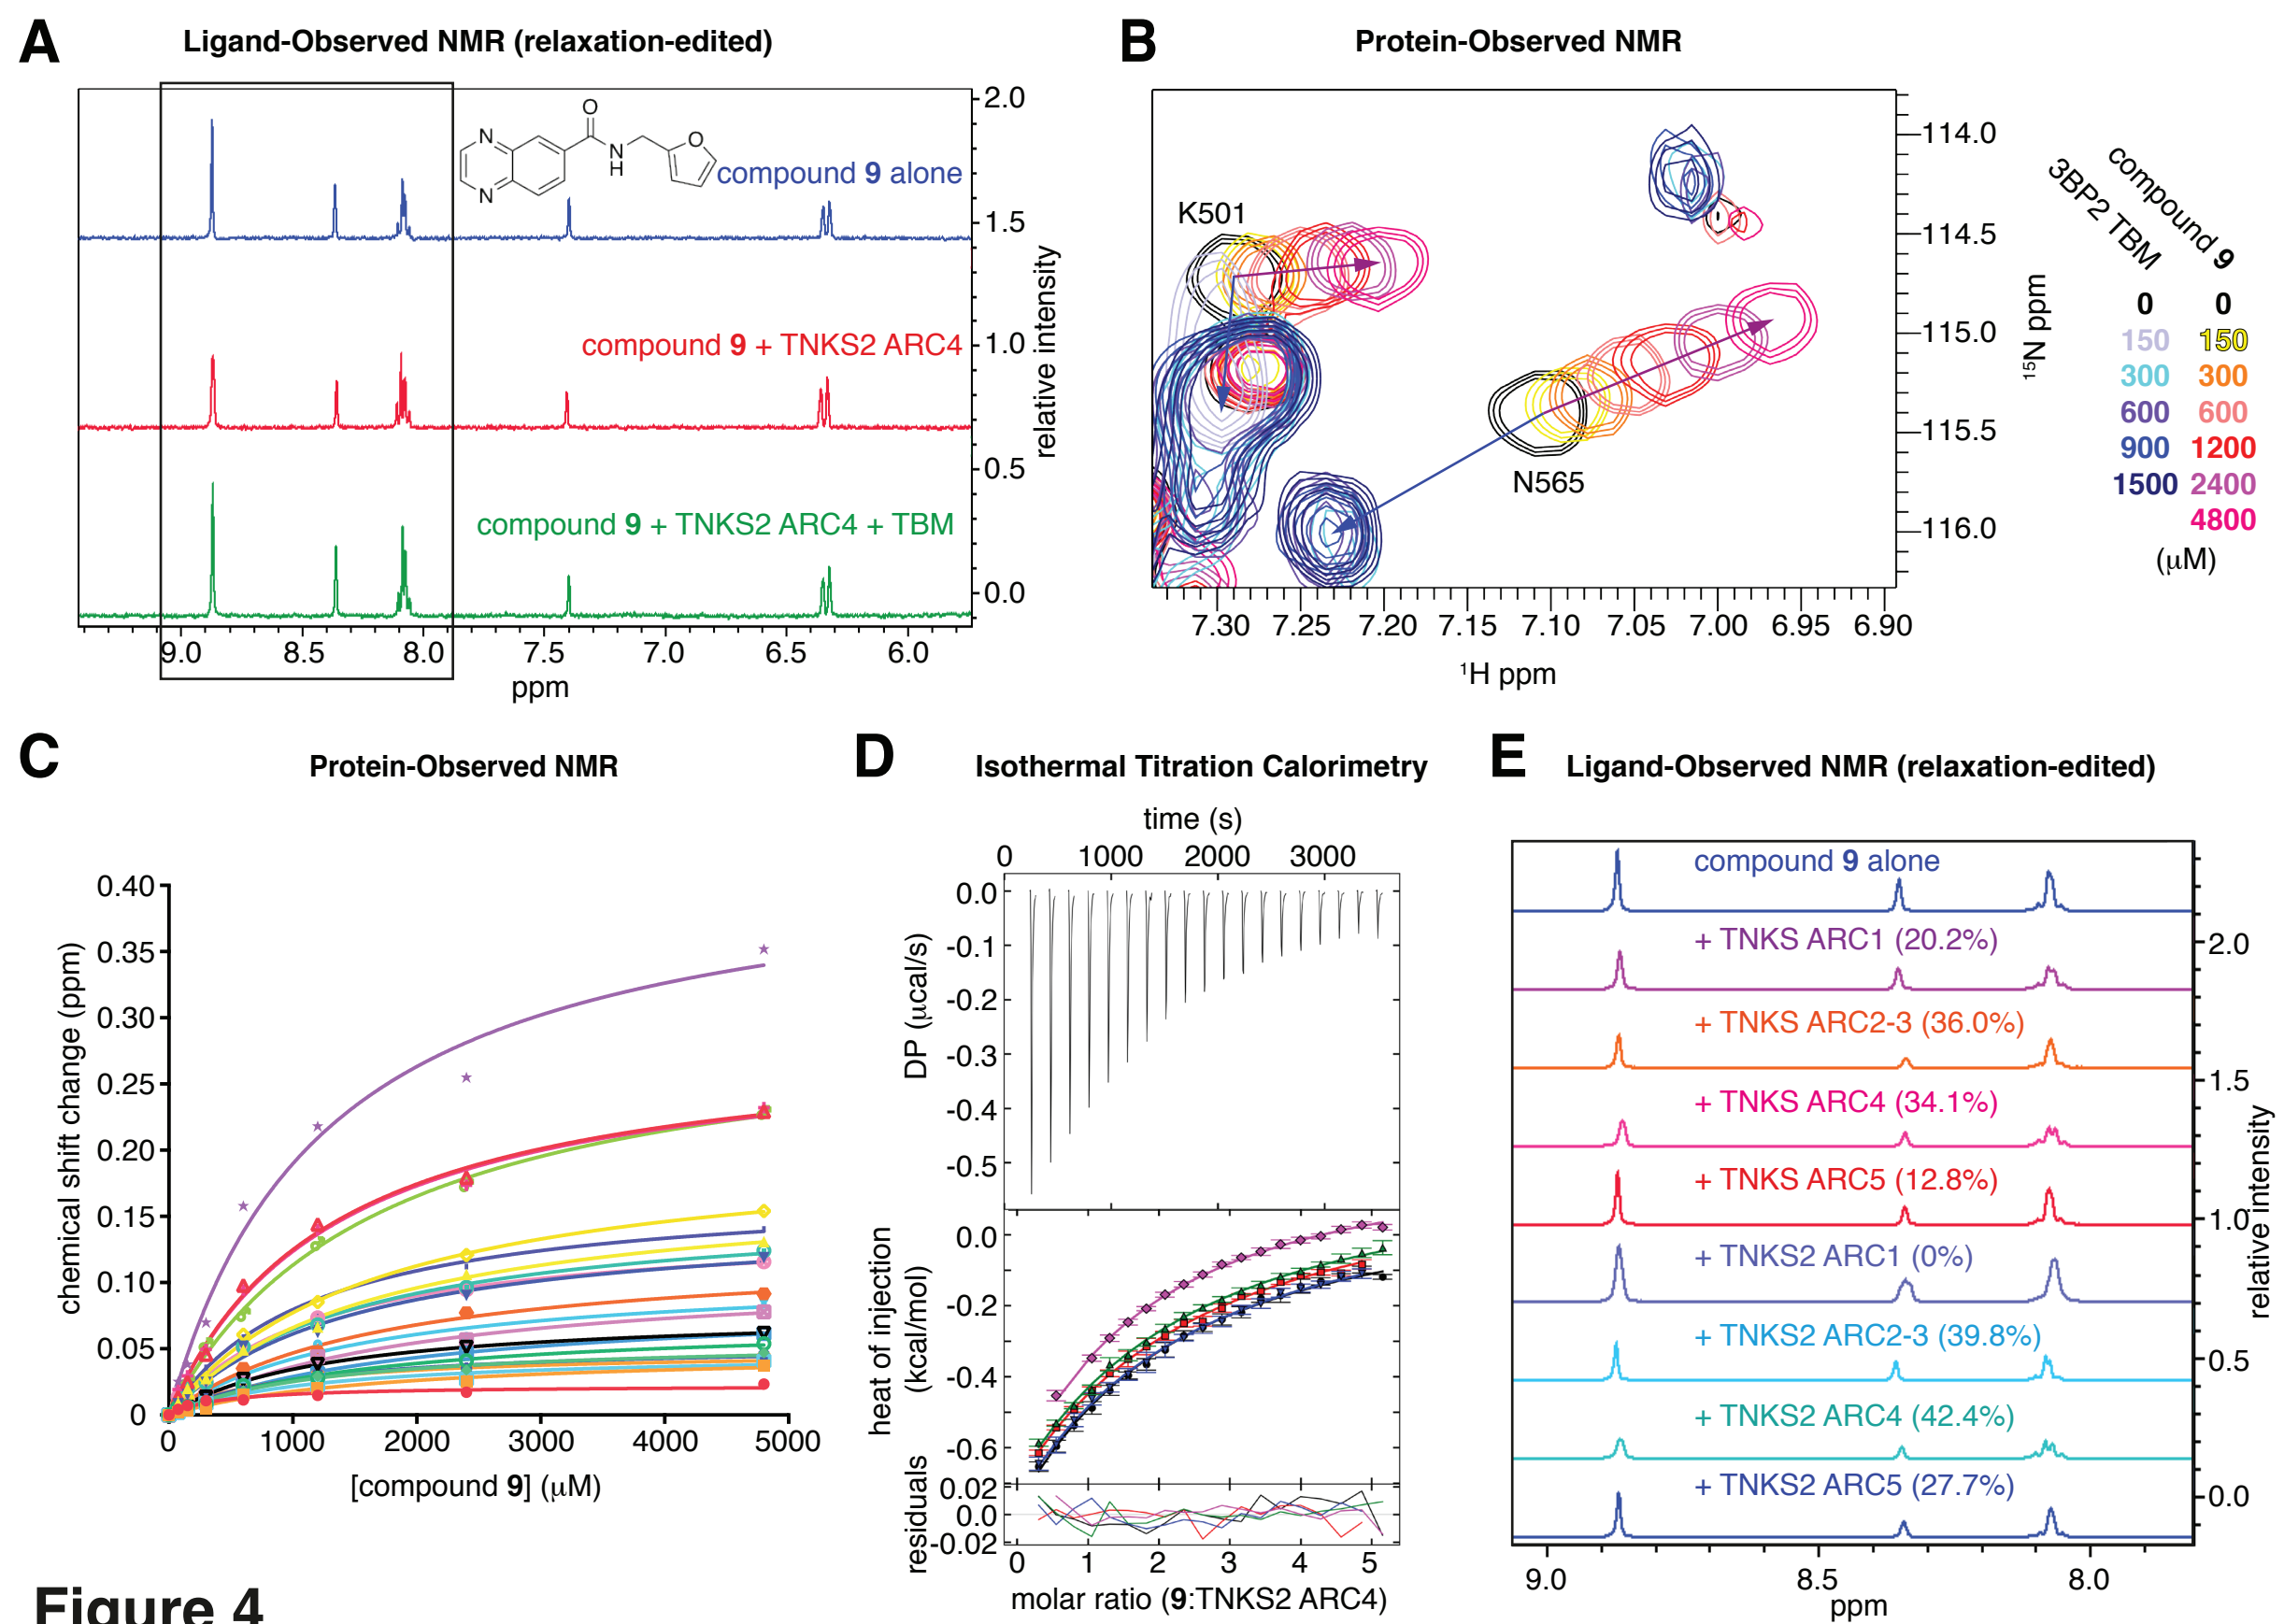 A
Ligand-Observed NMR (relaxation-edited)
O
N
N
N
H
O
compound 9 alone
compound 9 + TNKS2 ARC4
compound 9 + TNKS2 ARC4 + TBM
2.0
1.5
1.0
0.5
0.0
relative intensity
9.0 8.5 8.0 7.5 7.0 6.5 6.0
ppm
B
Protein-Observed NMR
K501
N565
114.0
114.5
115.0
115.5
116.0
15N ppm
7.30 7.25 7.20 7.15 7.10 7.05 7.00 6.95 6.90
1H ppm
3BP2 TBM
compound 9
0 0
150 150
300 300
600 600
900 1200
1500 2400
4800
(μM)
C
Protein-Observed NMR
chemical shift change (ppm)
0.40
0.35
0.30
0.25
0.20
0.15
0.10
0.05
0
0 1000 2000 3000 4000 5000
[compound 9] (μM)
D
Isothermal Titration Calorimetry
time (s)
0 1000 2000 3000
DP (μcal/s)
0.0
-0.1
-0.2
-0.3
-0.4
-0.5
heat of injection
(kcal/mol)
0.0
-0.2
-0.4
-0.6
residuals
0.02
0.0
-0.02
0 1 2 3 4 5
molar ratio (9:TNKS2 ARC4)
E
Ligand-Observed NMR (relaxation-edited)
compound 9 alone
+ TNKS ARC1 (20.2%)
+ TNKS ARC2-3 (36.0%)
+ TNKS ARC4 (34.1%)
+ TNKS ARC5 (12.8%)
+ TNKS2 ARC1 (0%)
+ TNKS2 ARC2-3 (39.8%)
+ TNKS2 ARC4 (42.4%)
+ TNKS2 ARC5 (27.7%)
2.0
1.5
1.0
0.5
0.0
relative intensity
9.0 8.5 8.0
ppm
Figure 4